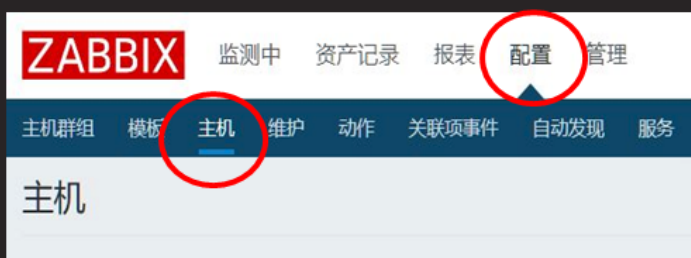 ZABBIX 监测中 资产记录 报表 配置 管理
主机群组 模板 主机 维护 动作 关联项事件 自动发现 服务
主机